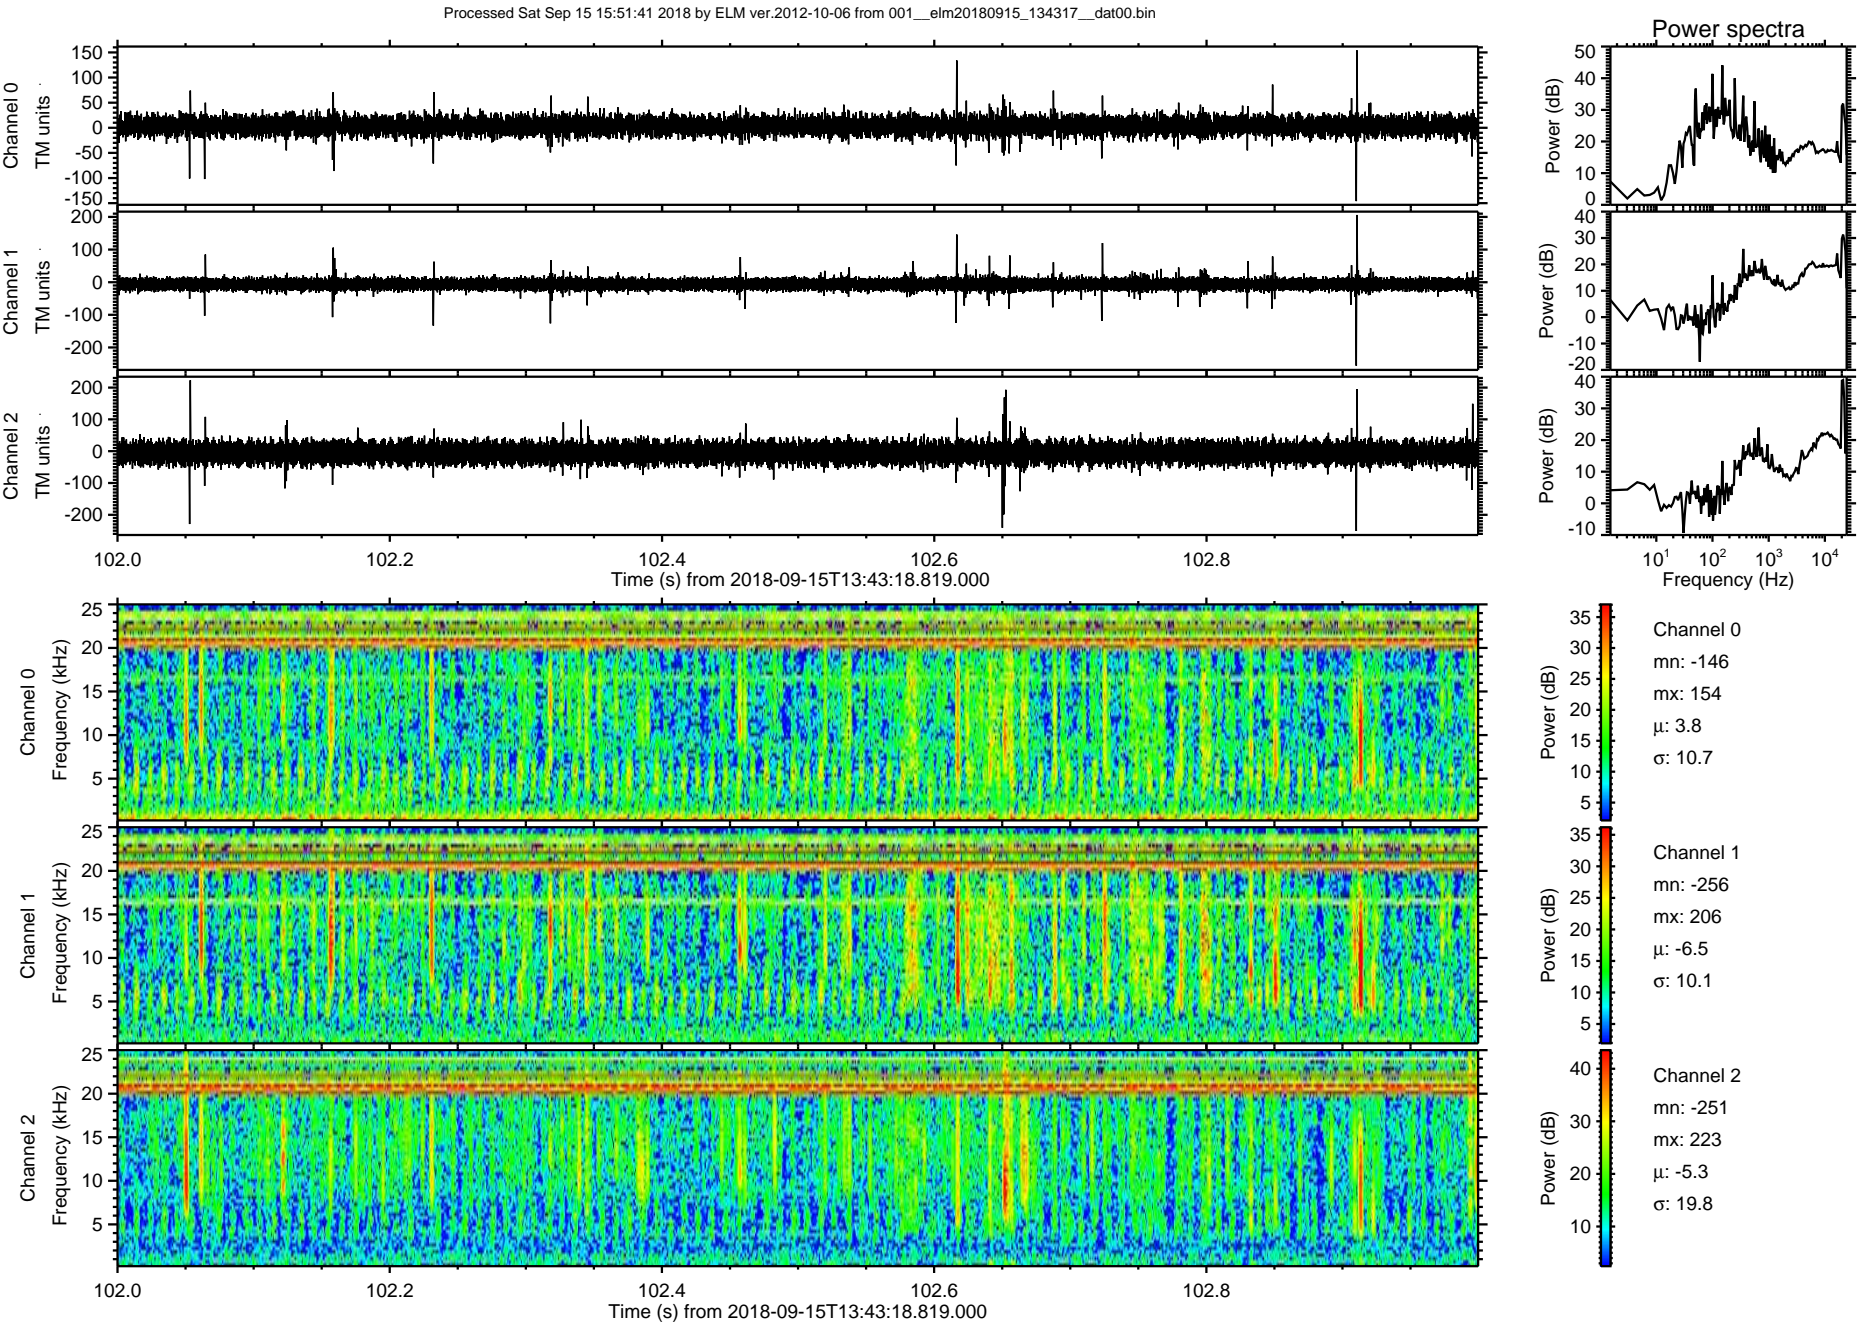 Processed Sat Sep 15 15:51:41 2018 by ELM ver.2012-10-06 from 001__elm20180915_134317__dat00.bin
Power spectra
Channel 0
TM units
150
100
50
0
-50
-100
-150
Power (dB)
50
40
30
20
10
0
Channel 1
TM units
200
100
0
-100
-200
Power (dB)
40
30
20
10
0
-10
-20
Channel 2
TM units
200
100
0
-100
-200
Power (dB)
40
30
20
10
0
-10
102.0 102.2 102.4 102.6 102.8
Time (s) from 2018-09-15T13:43:18.819.000
10^1 10^2 10^3 10^4
Frequency (Hz)
Channel 0
Frequency (kHz)
25
20
15
10
5
Power (dB)
35
30
25
20
15
10
5
Channel 0
mn: -146
mx: 154
μ: 3.8
σ: 10.7
Channel 1
Frequency (kHz)
25
20
15
10
5
Power (dB)
35
30
25
20
15
10
5
Channel 1
mn: -256
mx: 206
μ: -6.5
σ: 10.1
Channel 2
Frequency (kHz)
25
20
15
10
5
Power (dB)
40
30
20
10
Channel 2
mn: -251
mx: 223
μ: -5.3
σ: 19.8
102.0 102.2 102.4 102.6 102.8
Time (s) from 2018-09-15T13:43:18.819.000